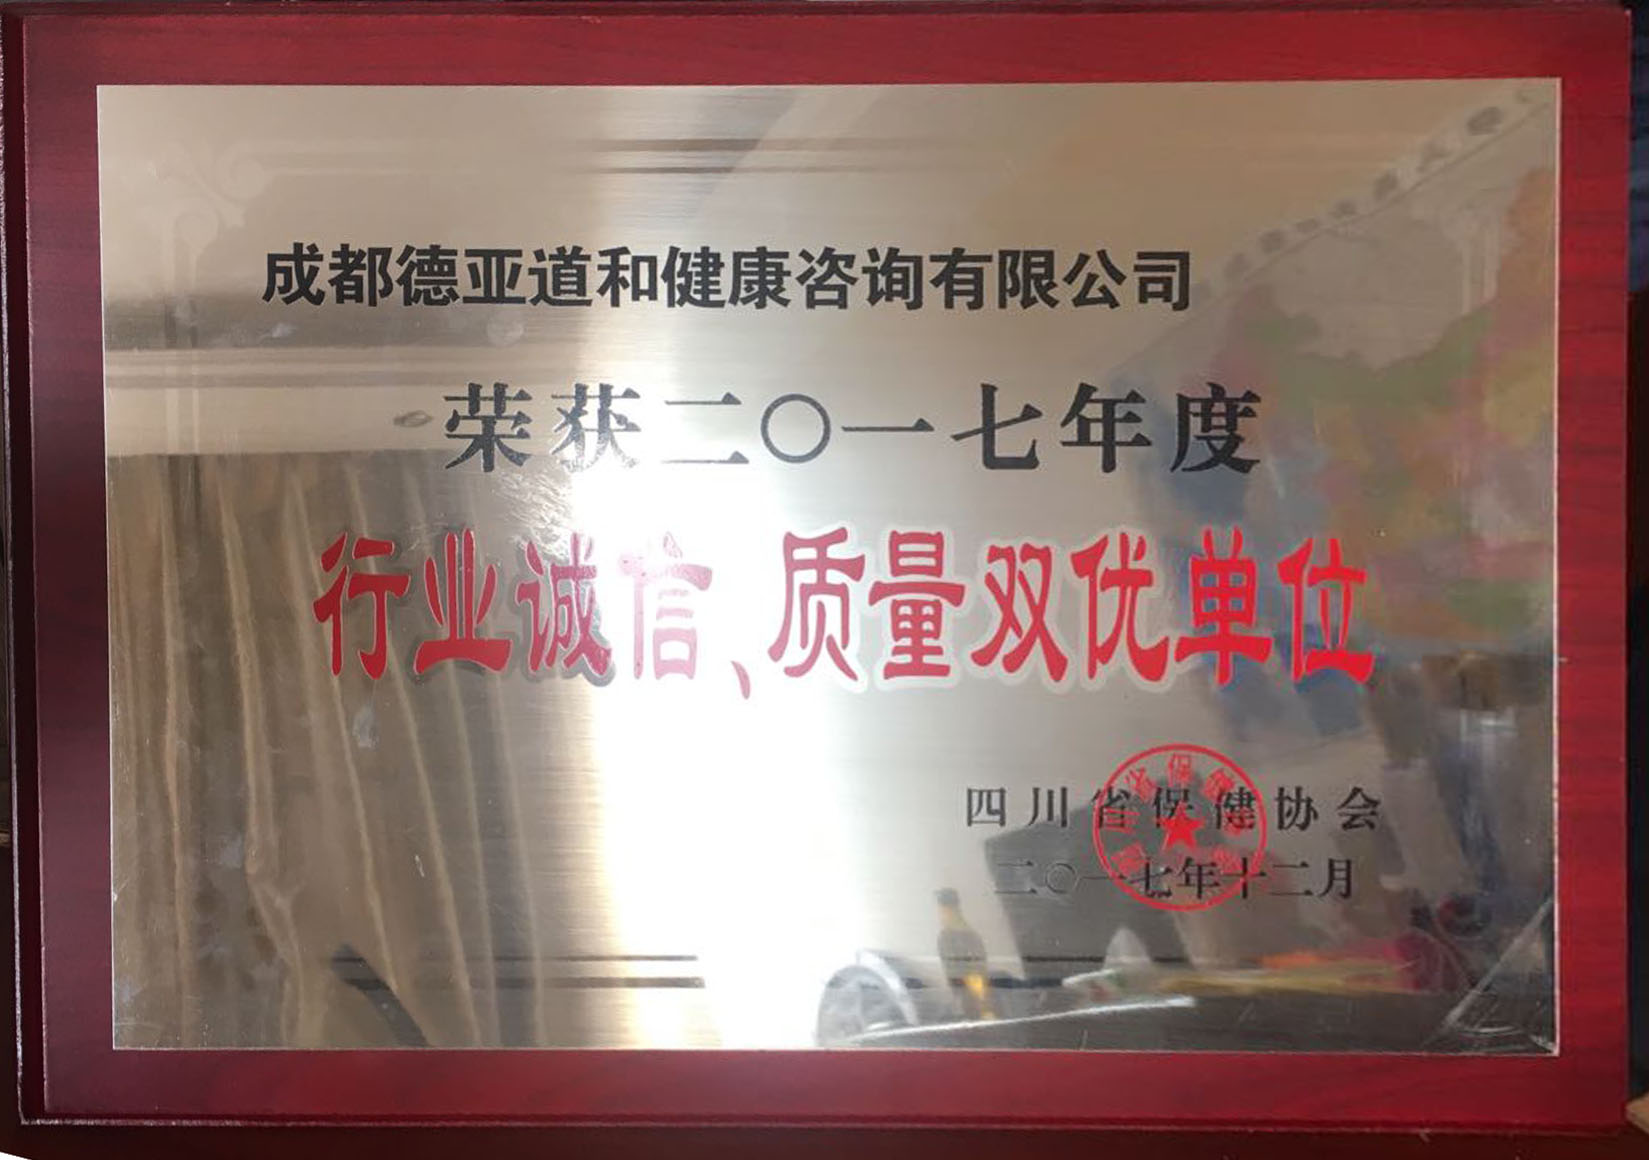 成都德亚道和健康咨询有限公司
荣获二〇一七年度
行业诚信、质量双优单位
四川省保健协会
二〇一七年十二月